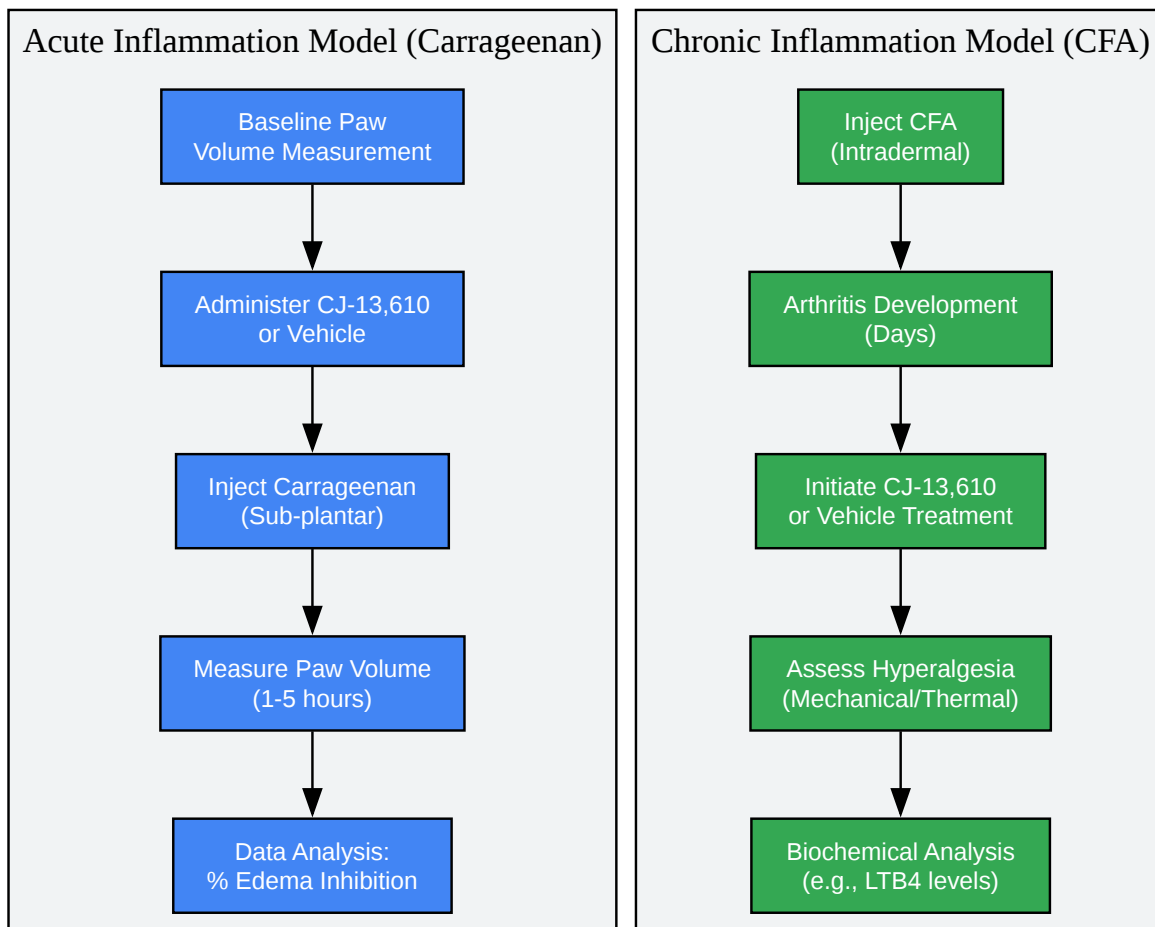 Acute Inflammation Model (Carrageenan)
Baseline Paw
Volume Measurement
Administer CJ-13,610
or Vehicle
Inject Carrageenan
(Sub-plantar)
Measure Paw Volume
(1-5 hours)
Data Analysis:
% Edema Inhibition
Chronic Inflammation Model (CFA)
Inject CFA
(Intradermal)
Arthritis Development
(Days)
Initiate CJ-13,610
or Vehicle Treatment
Assess Hyperalgesia
(Mechanical/Thermal)
Biochemical Analysis
(e.g., LTB4 levels)